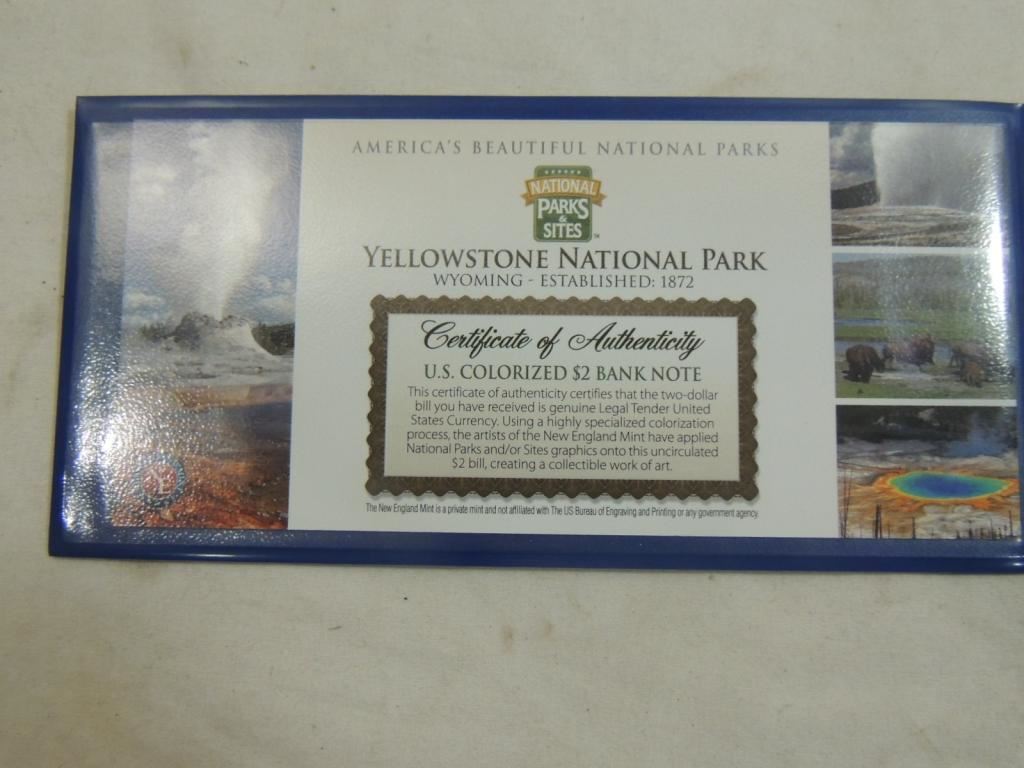 AMERICA'S BEAUTIFUL NATIONAL PARKS
NATIONAL
PARKS
&
SITES
™
YELLOWSTONE NATIONAL PARK
WYOMING - ESTABLISHED: 1872
Certificate of Authenticity
U.S. COLORIZED $2 BANK NOTE
This certificate of authenticity certifies that the two-dollar
bill you have received is genuine Legal Tender United
States Currency. Using a highly specialized colorization
process, the artists of the New England Mint have applied
National Parks and/or Sites graphics onto this uncirculated
$2 bill, creating a collectible work of art.
The New England Mint is a private mint and not affiliated with The US Bureau of Engraving and Printing or any government agency.